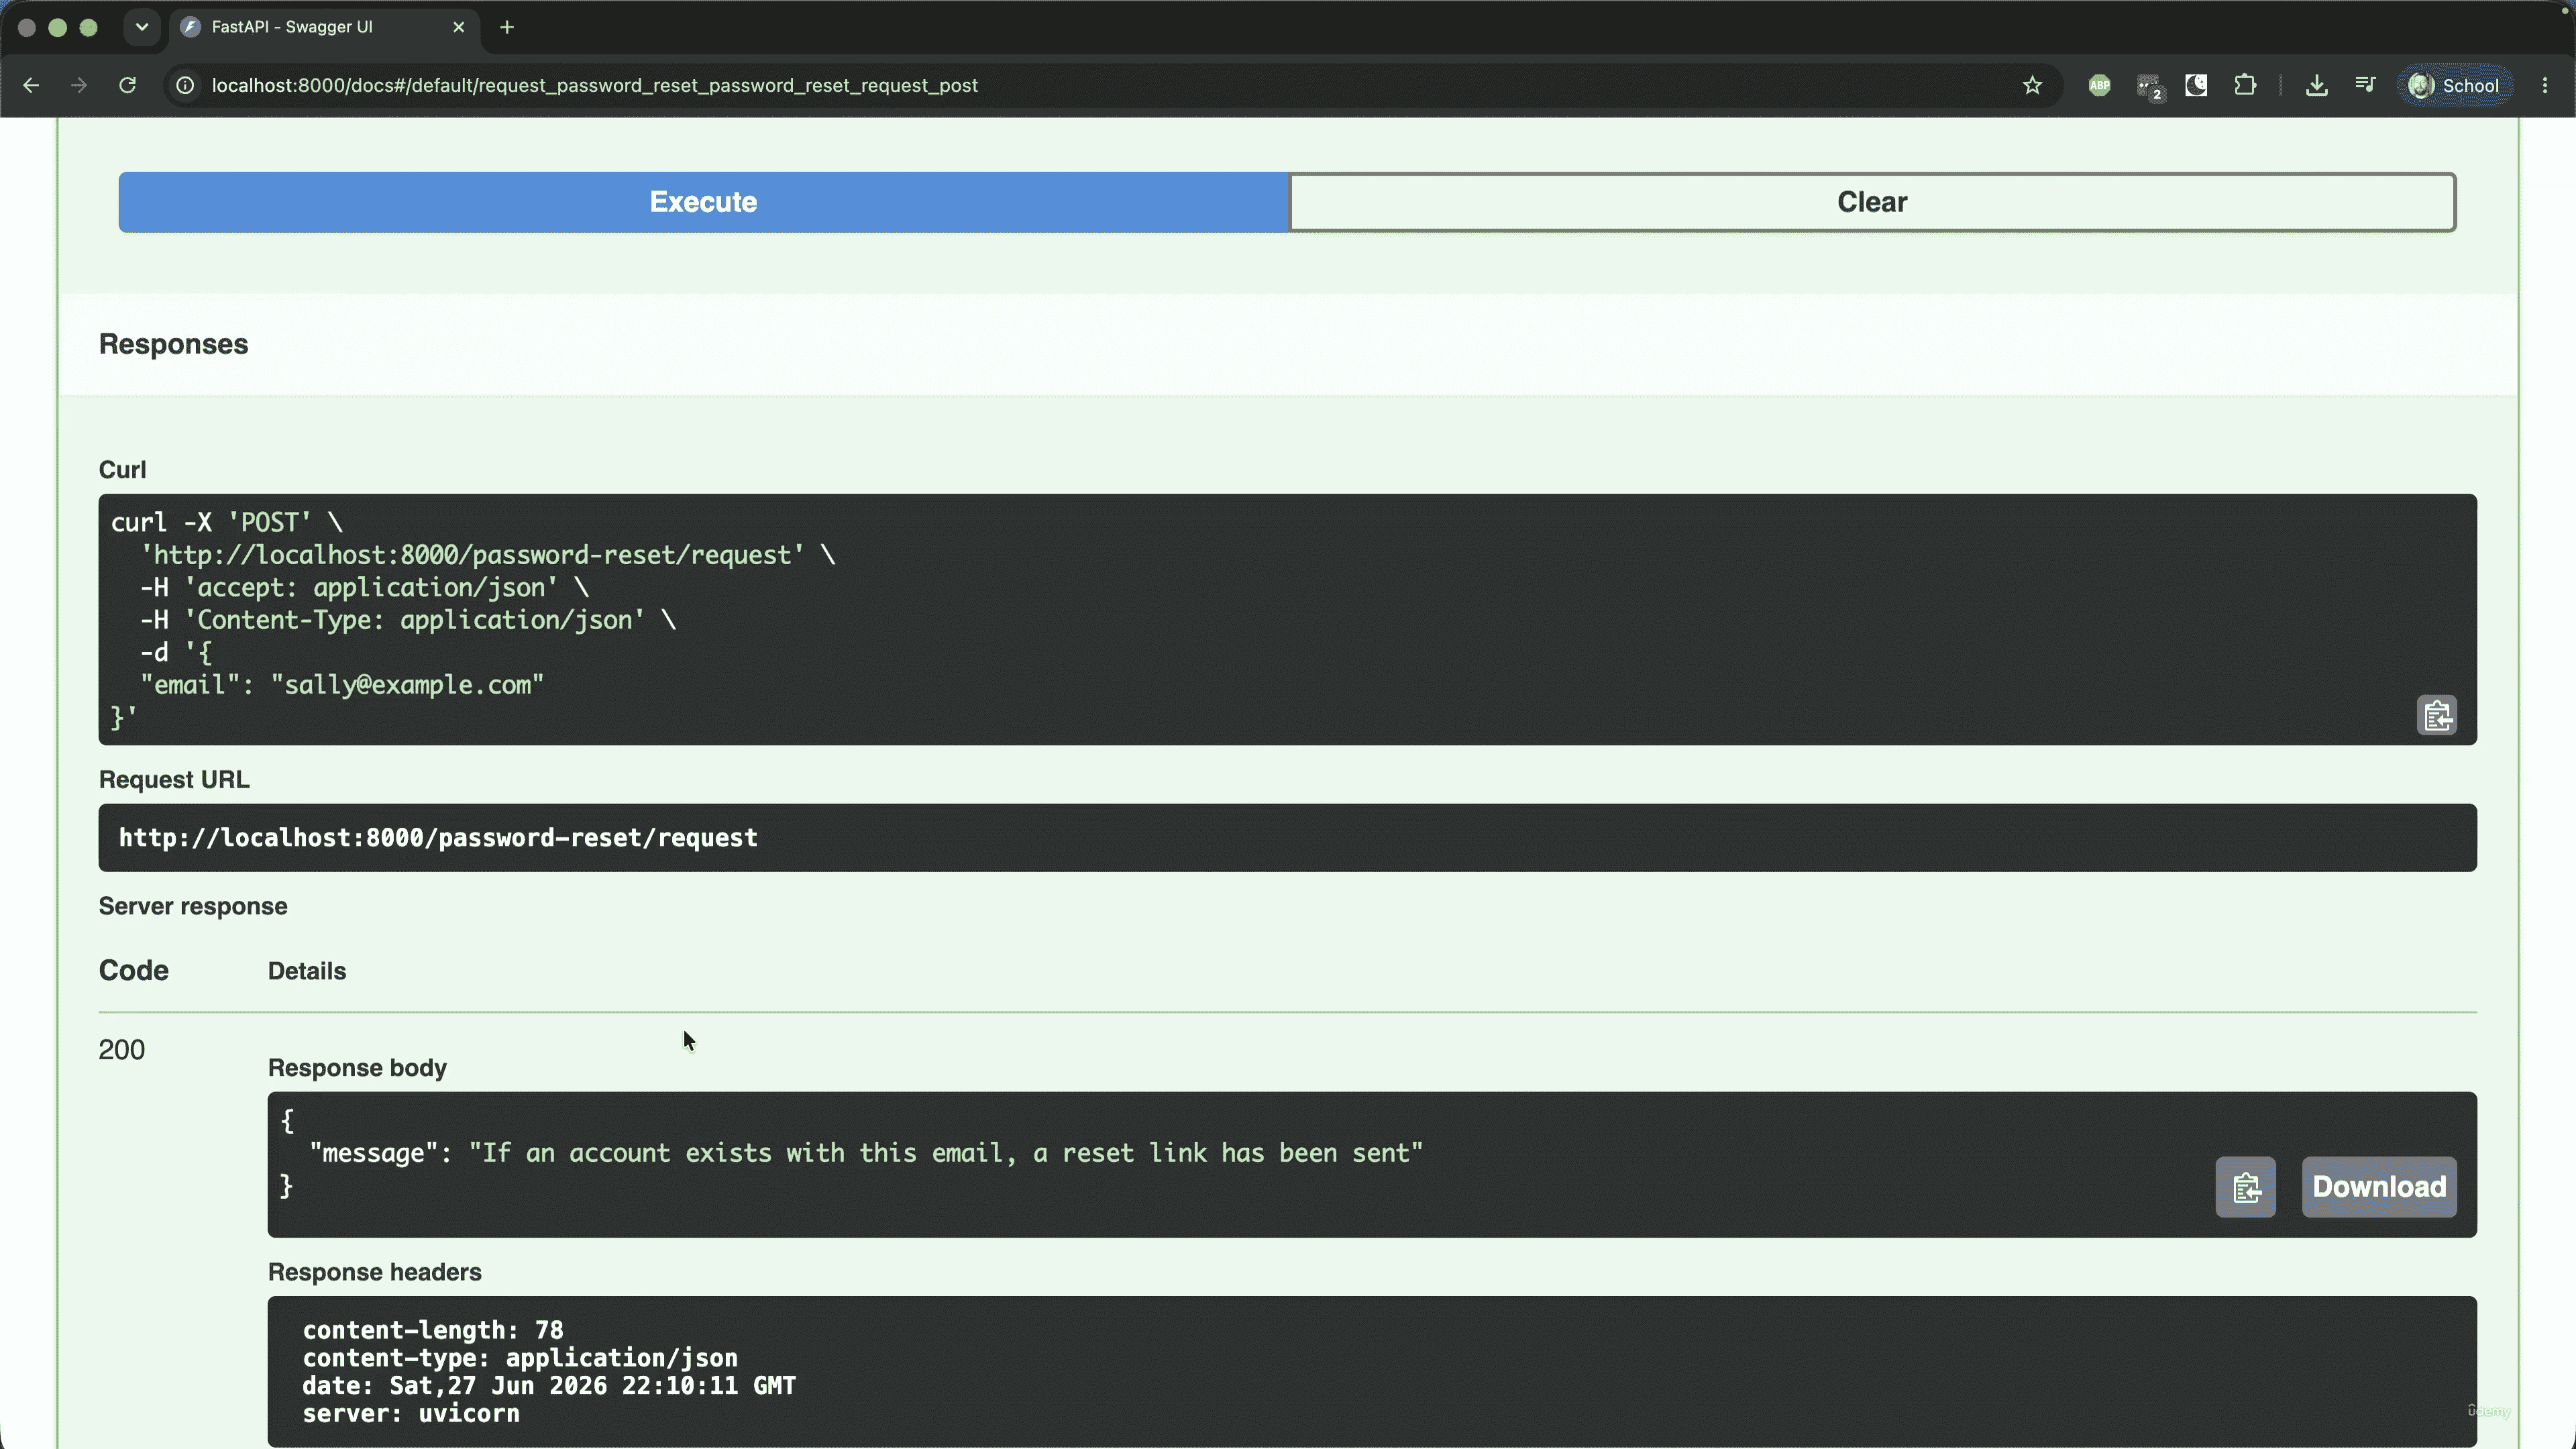 FastAPI - Swagger UI
localhost:8000/docs#/default/request_password_reset_password_reset_request_post
ABP
2
School
Execute
Clear
Responses
Curl
curl -X 'POST' \
  'http://localhost:8000/password-reset/request' \
  -H 'accept: application/json' \
  -H 'Content-Type: application/json' \
  -d '{
  "email": "sally@example.com"
}'
Request URL
http://localhost:8000/password-reset/request
Server response
Code Details
200
Response body
{
  "message": "If an account exists with this email, a reset link has been sent"
}
Download
Response headers
content-length: 78
content-type: application/json
date: Sat,27 Jun 2026 22:10:11 GMT
server: uvicorn
udemy